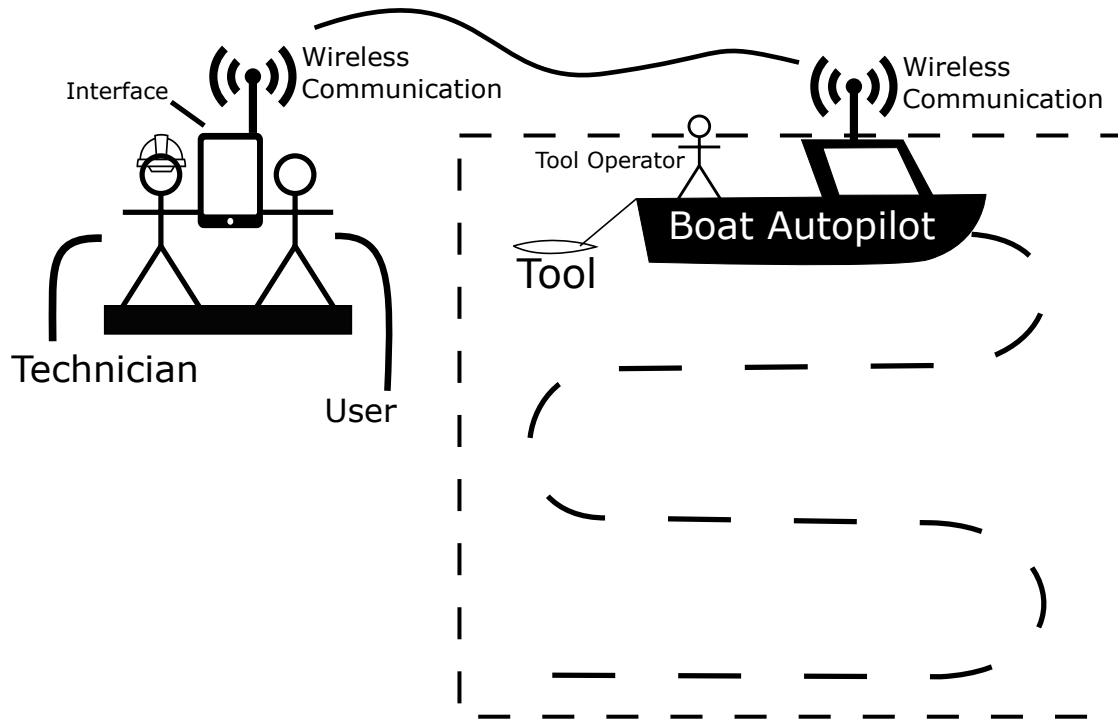 Wireless
Communication
Interface
Wireless
Communication
Tool Operator
Boat Autopilot
Tool
Technician
User